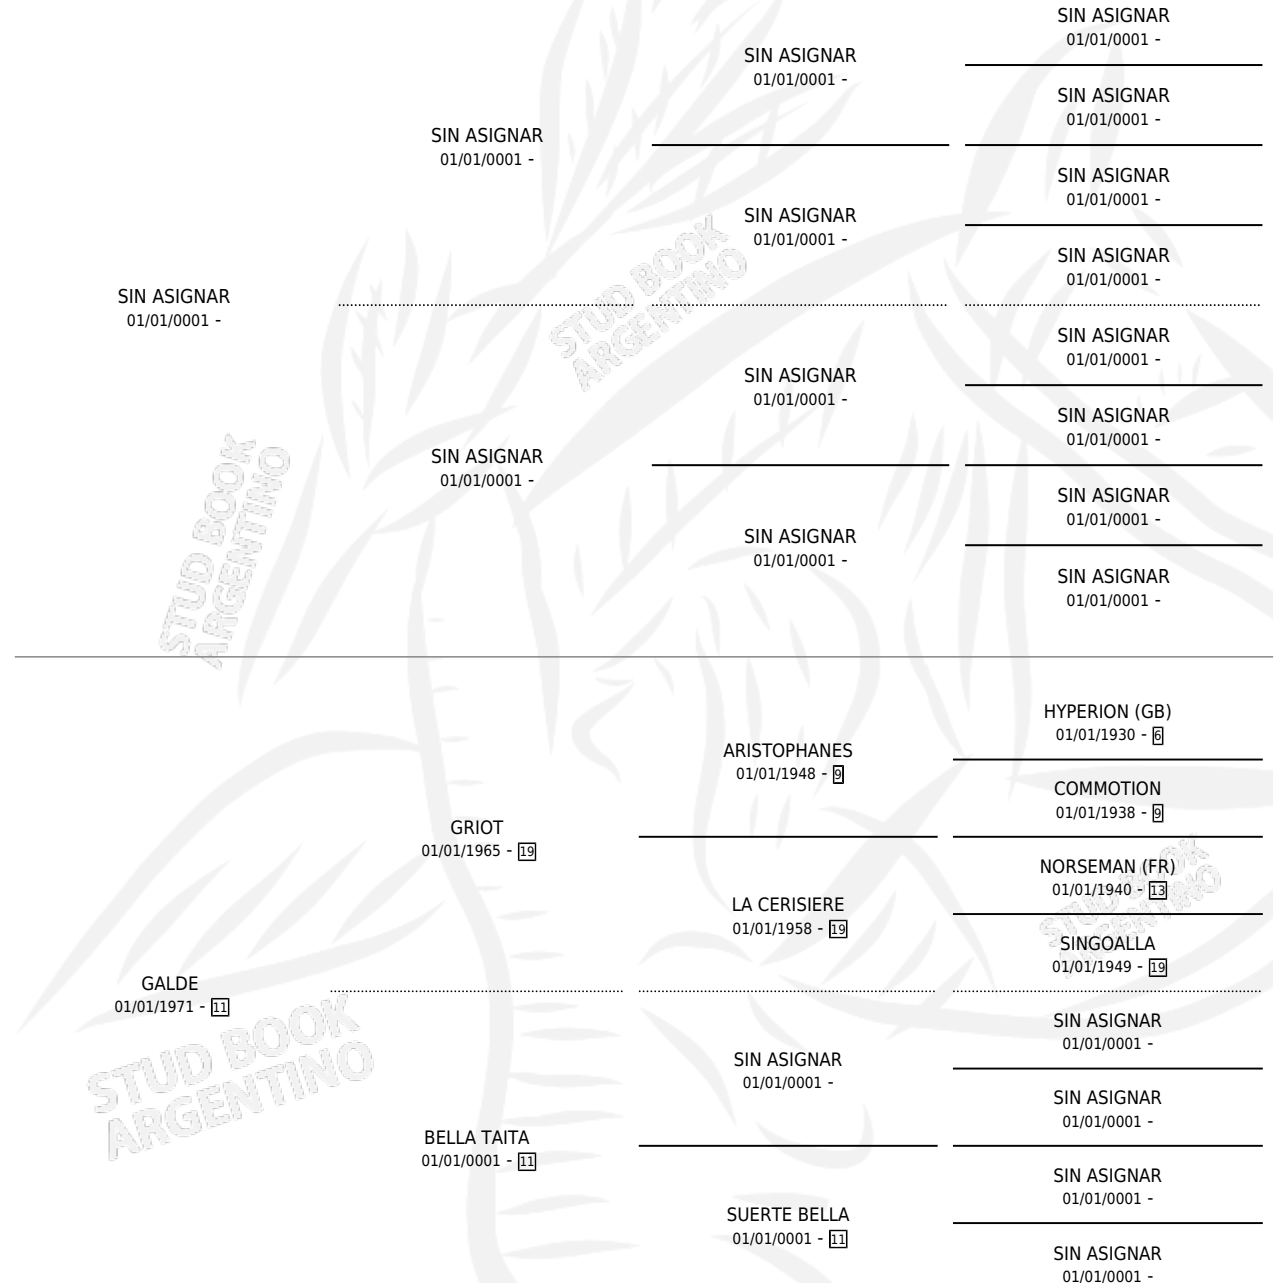 SIN ASIGNAR
01/01/0001 -
SIN ASIGNAR
01/01/0001 -
SIN ASIGNAR
01/01/0001 -
SIN ASIGNAR
01/01/0001 -
SIN ASIGNAR
01/01/0001 -
SIN ASIGNAR
01/01/0001 -
SIN ASIGNAR
01/01/0001 -
STUD BOOK
ARGENTINO
SIN ASIGNAR
01/01/0001 -
SIN ASIGNAR
01/01/0001 -
SIN ASIGNAR
01/01/0001 -
SIN ASIGNAR
01/01/0001 -
SIN ASIGNAR
01/01/0001 -
SIN ASIGNAR
01/01/0001 -
STUD BOOK
ARGENTINO
SIN ASIGNAR
01/01/0001 -
SIN ASIGNAR
01/01/0001 -
SIN ASIGNAR
01/01/0001 -
HYPERION (GB)
01/01/1930 - 6
ARISTOPHANES
01/01/1948 - 9
COMMOTION
01/01/1938 - 9
GRIOT
01/01/1965 - 19
NORSEMAN (FR)
01/01/1940 - 13
LA CERISIERE
01/01/1958 - 19
STUD BOOK
ARGENTINO
SINGOALLA
01/01/1949 - 19
GALDE
01/01/1971 - 11
SIN ASIGNAR
01/01/0001 -
STUD BOOK
ARGENTINO
SIN ASIGNAR
01/01/0001 -
SIN ASIGNAR
01/01/0001 -
BELLA TAITA
01/01/0001 - 11
SIN ASIGNAR
01/01/0001 -
SUERTE BELLA
01/01/0001 - 11
SIN ASIGNAR
01/01/0001 -